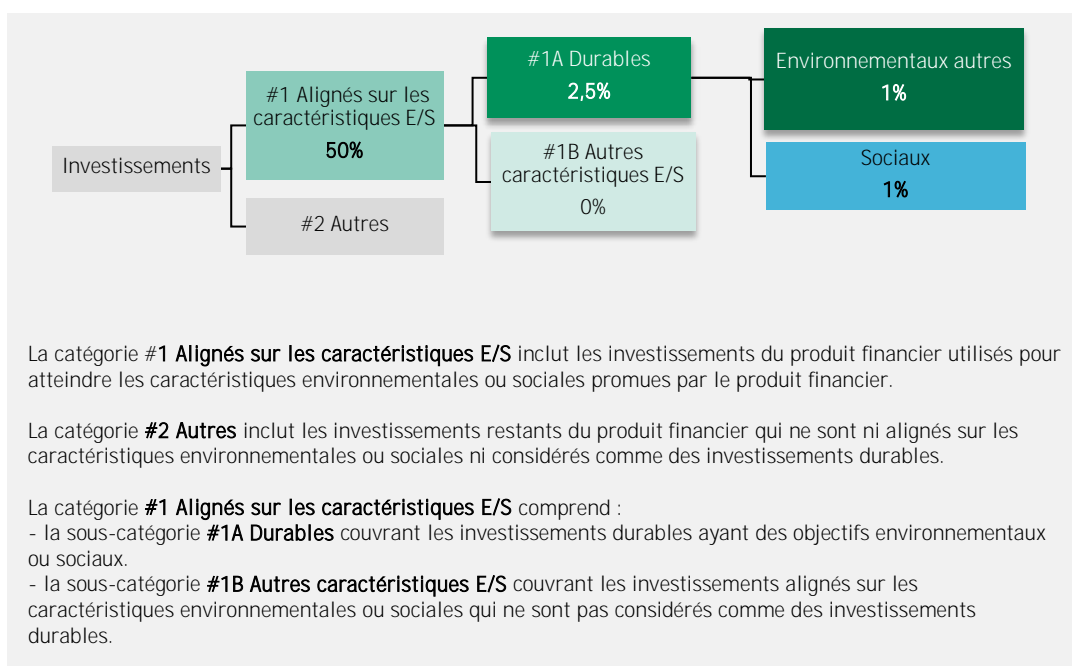 Investissements
#1 Alignés sur les
caractéristiques E/S
50%
#2 Autres
#1A Durables
2,5%
#1B Autres
caractéristiques E/S
0%
Environnementaux autres
1%
Sociaux
1%
La catégorie #1 Alignés sur les caractéristiques E/S inclut les investissements du produit financier utilisés pour
atteindre les caractéristiques environnementales ou sociales promues par le produit financier.
La catégorie #2 Autres inclut les investissements restants du produit financier qui ne sont ni alignés sur les
caractéristiques environnementales ou sociales ni considérés comme des investissements durables.
La catégorie #1 Alignés sur les caractéristiques E/S comprend :
- la sous-catégorie #1A Durables couvrant les investissements durables ayant des objectifs environnementaux
ou sociaux.
- la sous-catégorie #1B Autres caractéristiques E/S couvrant les investissements alignés sur les
caractéristiques environnementales ou sociales qui ne sont pas considérés comme des investissements
durables.